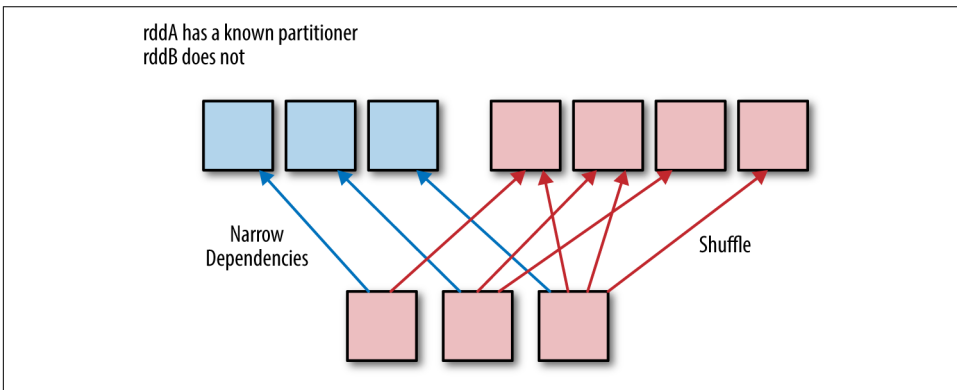 rddA has a known partitioner
rddB does not
Narrow
Dependencies
Shuffle